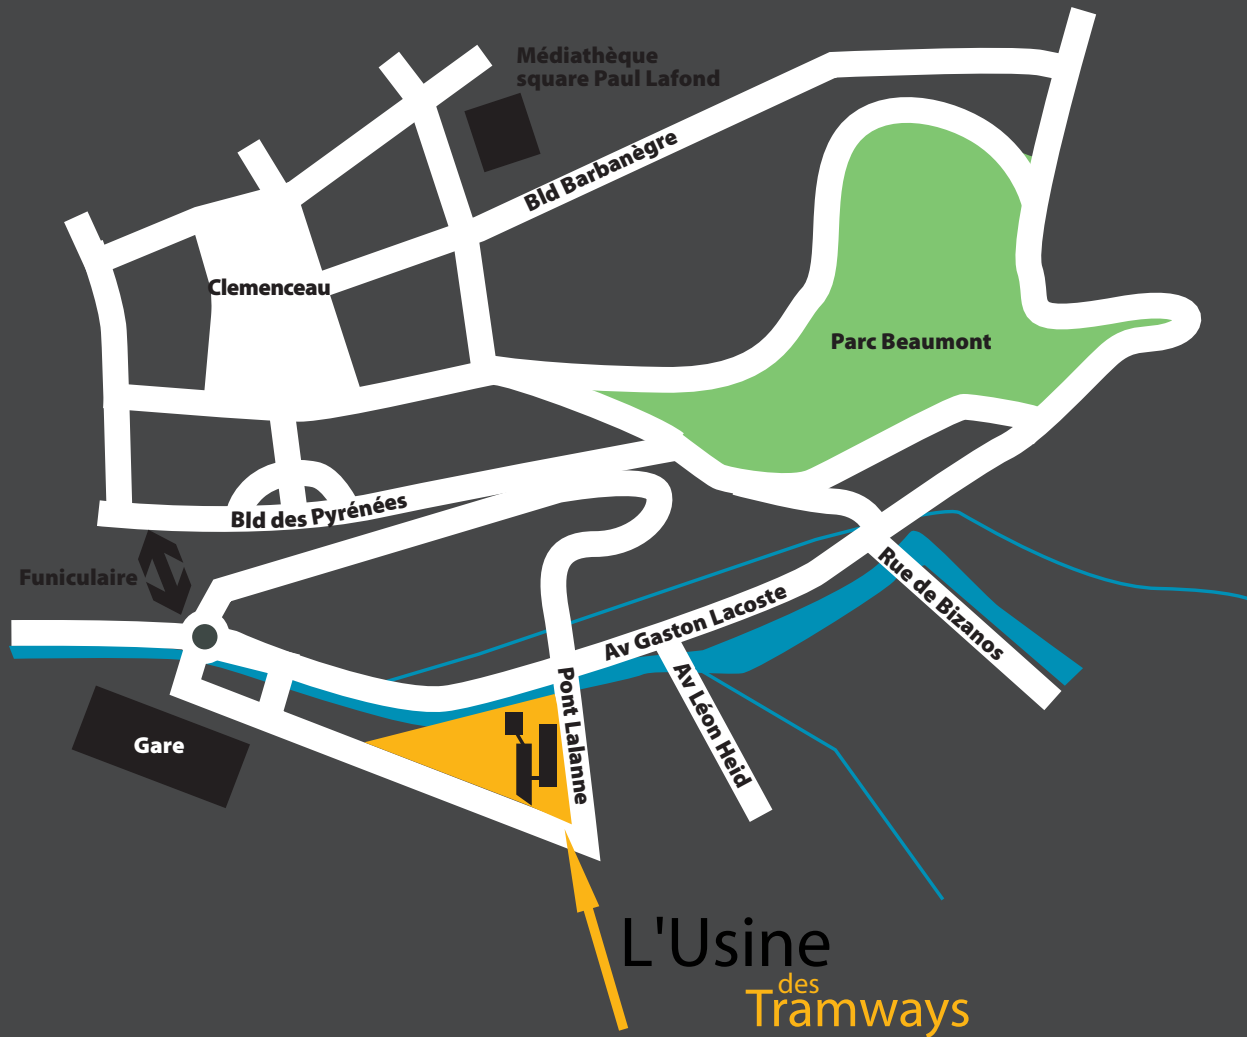 Médiathèque
square Paul Lafond
Bld Barbanègre
Clemenceau
Parc Beaumont
Bld des Pyrénées
Funiculaire
Rue de Bizanos
Av Gaston Lacoste
Pont Lalanne
Av Léon Heid
Gare
L'Usine
des
Tramways